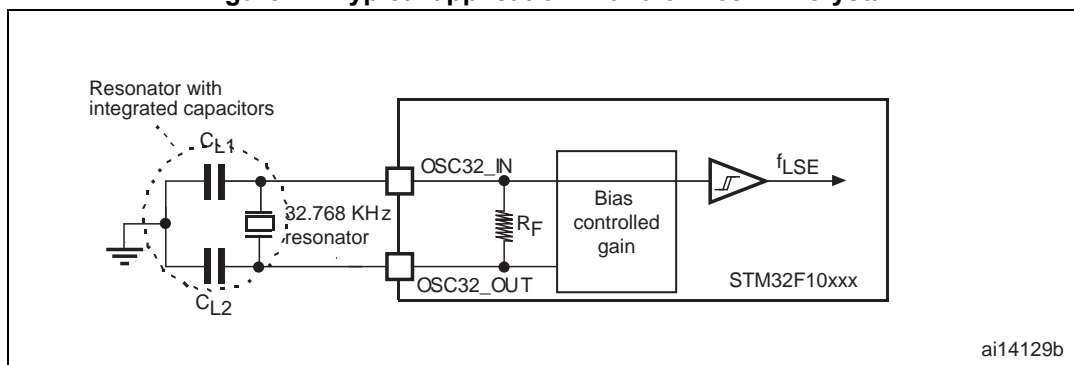 Resonator with
integrated capacitors
CL1
OSC32_IN
fLSE
32.768 KHz
resonator
RF
Bias
controlled
gain
OSC32_OUT
STM32F10xxx
CL2
ai14129b